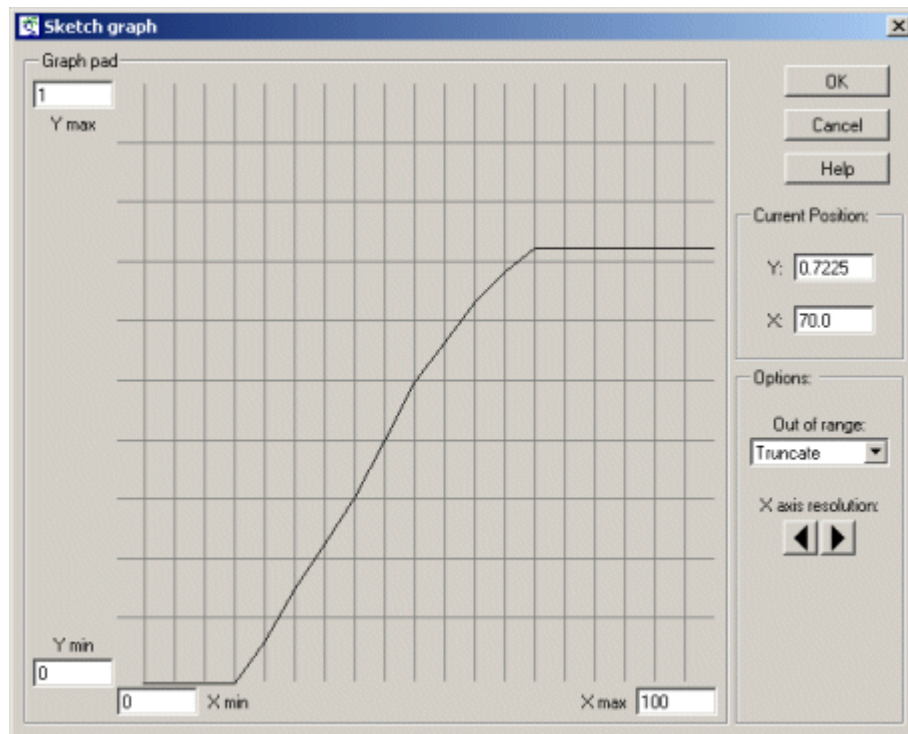 Sketch graph
Graph pad
1
Y max
Y min
0
0
X min
X max
100
OK
Cancel
Help
Current Position:
Y:
0.7225
X:
70.0
Options:
Out of range:
Truncate
X axis resolution: